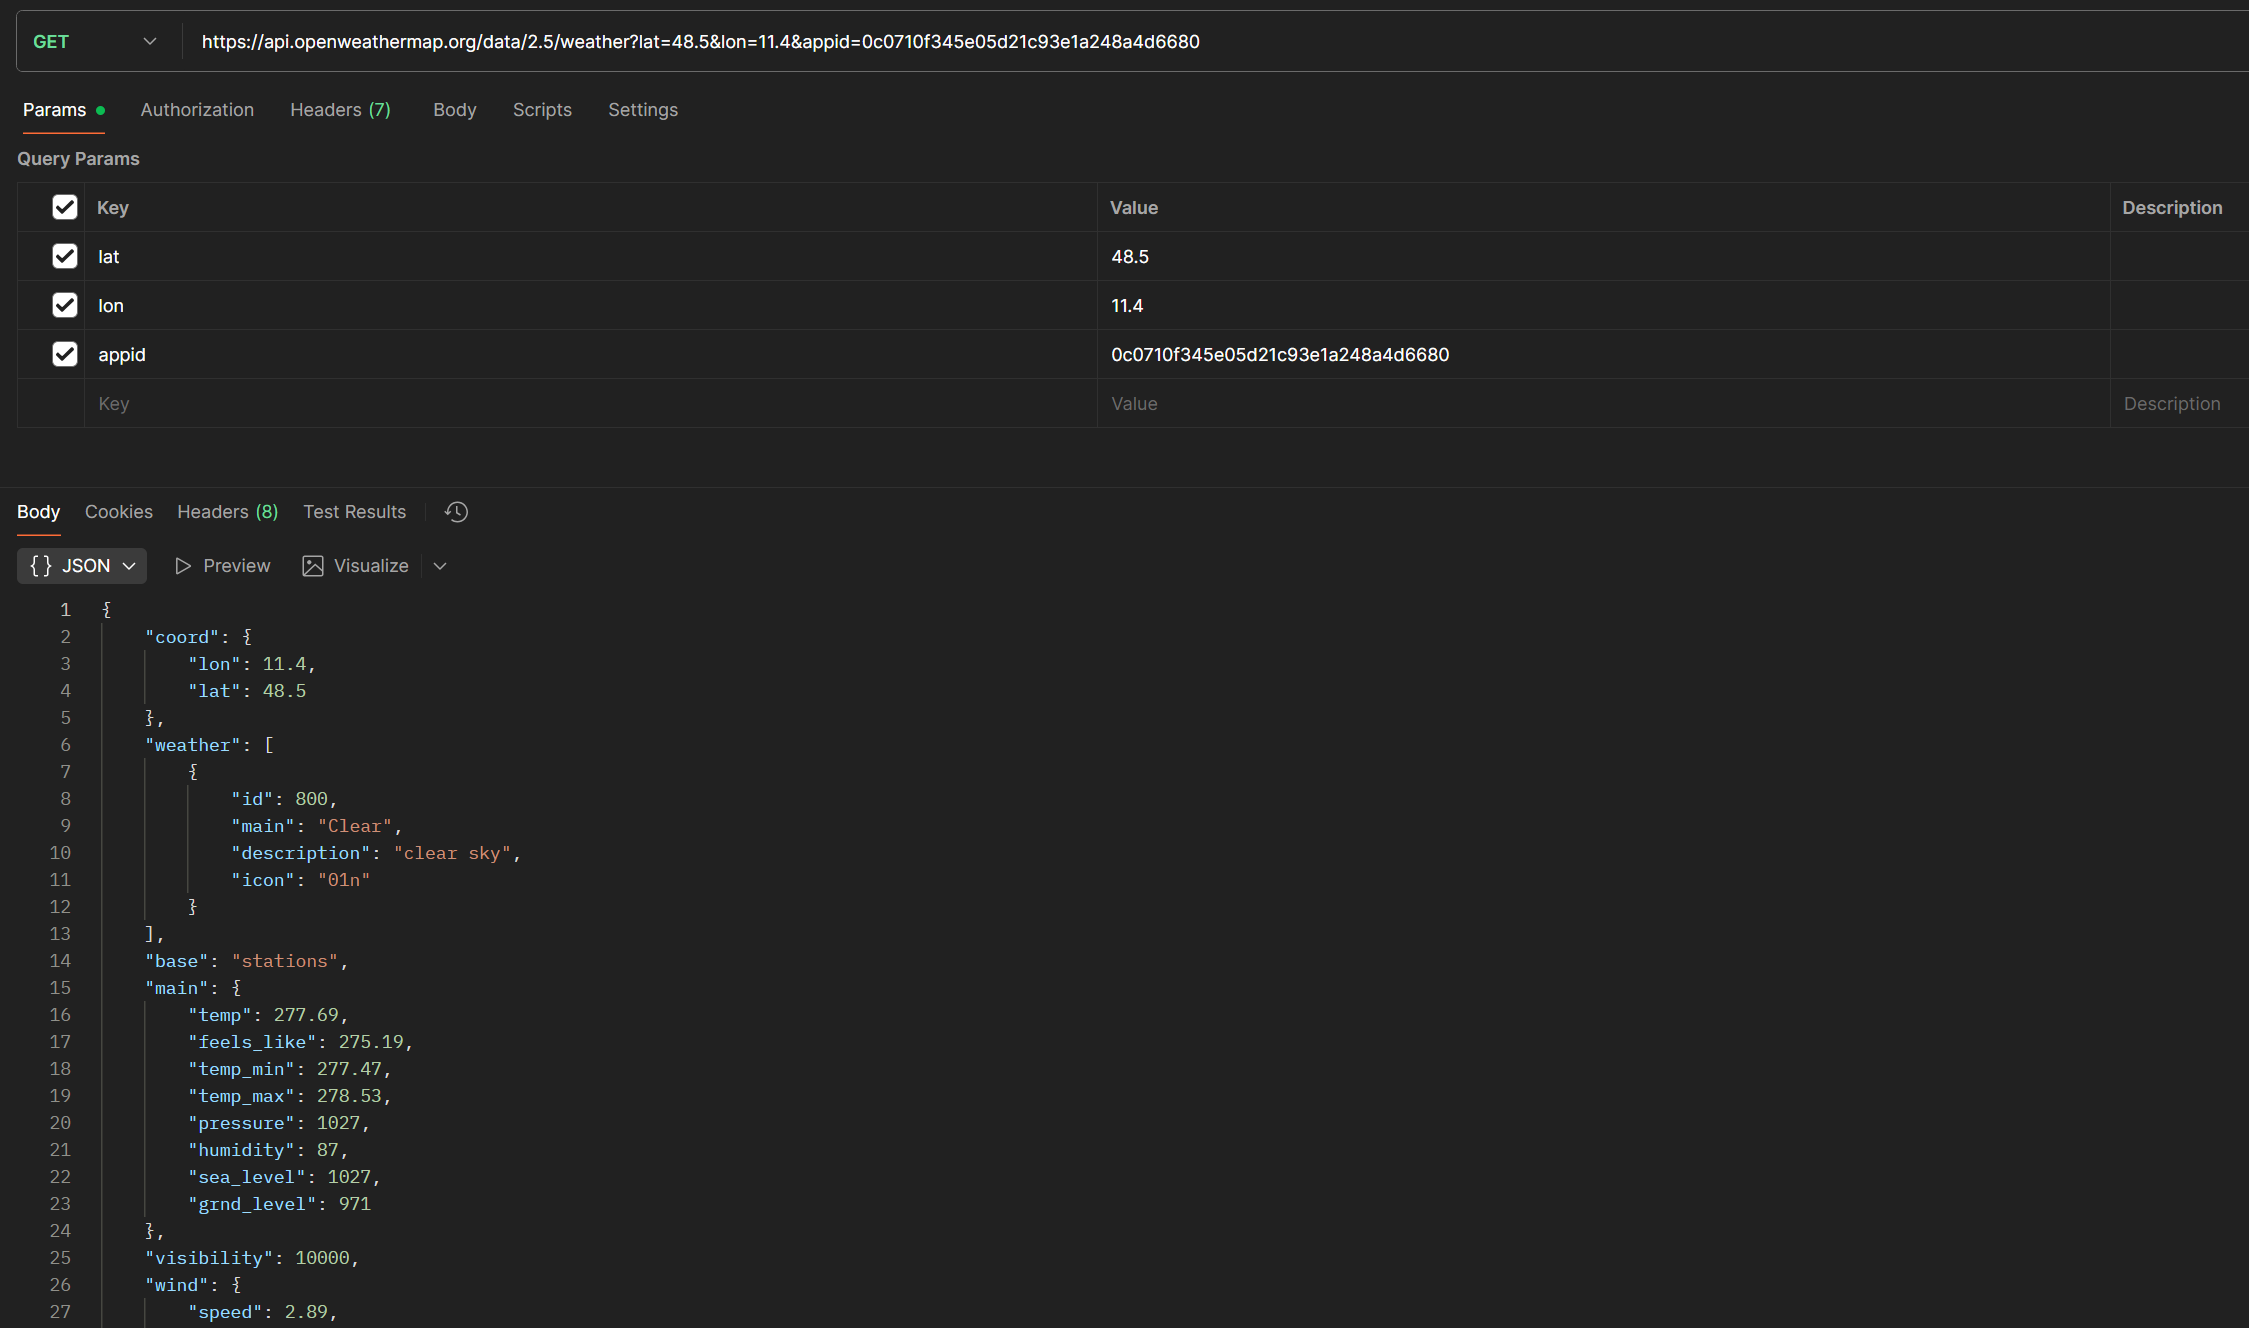 GET https://api.openweathermap.org/data/2.5/weather?lat=48.5&lon=11.4&appid=0c0710f345e05d21c93e1a248a4d6680
Params Authorization Headers (7) Body Scripts Settings
Query Params
Key Value Description
lat 48.5
lon 11.4
appid 0c0710f345e05d21c93e1a248a4d6680
Key Value Description
Body Cookies Headers (8) Test Results
{} JSON Preview Visualize
1 {
2 "coord": {
3 "lon": 11.4,
4 "lat": 48.5
5 },
6 "weather": [
7 {
8 "id": 800,
9 "main": "Clear",
10 "description": "clear sky",
11 "icon": "01n"
12 }
13 ],
14 "base": "stations",
15 "main": {
16 "temp": 277.69,
17 "feels_like": 275.19,
18 "temp_min": 277.47,
19 "temp_max": 278.53,
20 "pressure": 1027,
21 "humidity": 87,
22 "sea_level": 1027,
23 "grnd_level": 971
24 },
25 "visibility": 10000,
26 "wind": {
27 "speed": 2.89,